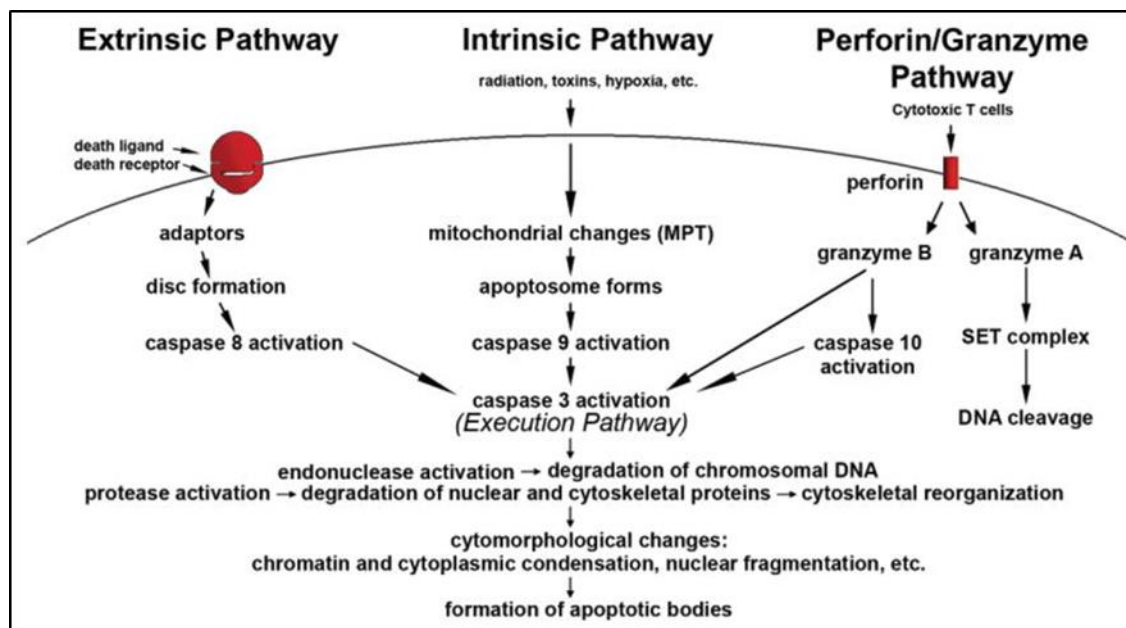 Extrinsic Pathway
Intrinsic Pathway
Perforin/Granzyme
Pathway
radiation, toxins, hypoxia, etc.
Cytotoxic T cells
death ligand
death receptor
perforin
adaptors
mitochondrial changes (MPT)
granzyme B
granzyme A
disc formation
apoptosome forms
caspase 8 activation
caspase 9 activation
caspase 10
activation
SET complex
caspase 3 activation
(Execution Pathway)
DNA cleavage
endonuclease activation → degradation of chromosomal DNA
protease activation → degradation of nuclear and cytoskeletal proteins → cytoskeletal reorganization
cytomorphological changes:
chromatin and cytoplasmic condensation, nuclear fragmentation, etc.
formation of apoptotic bodies